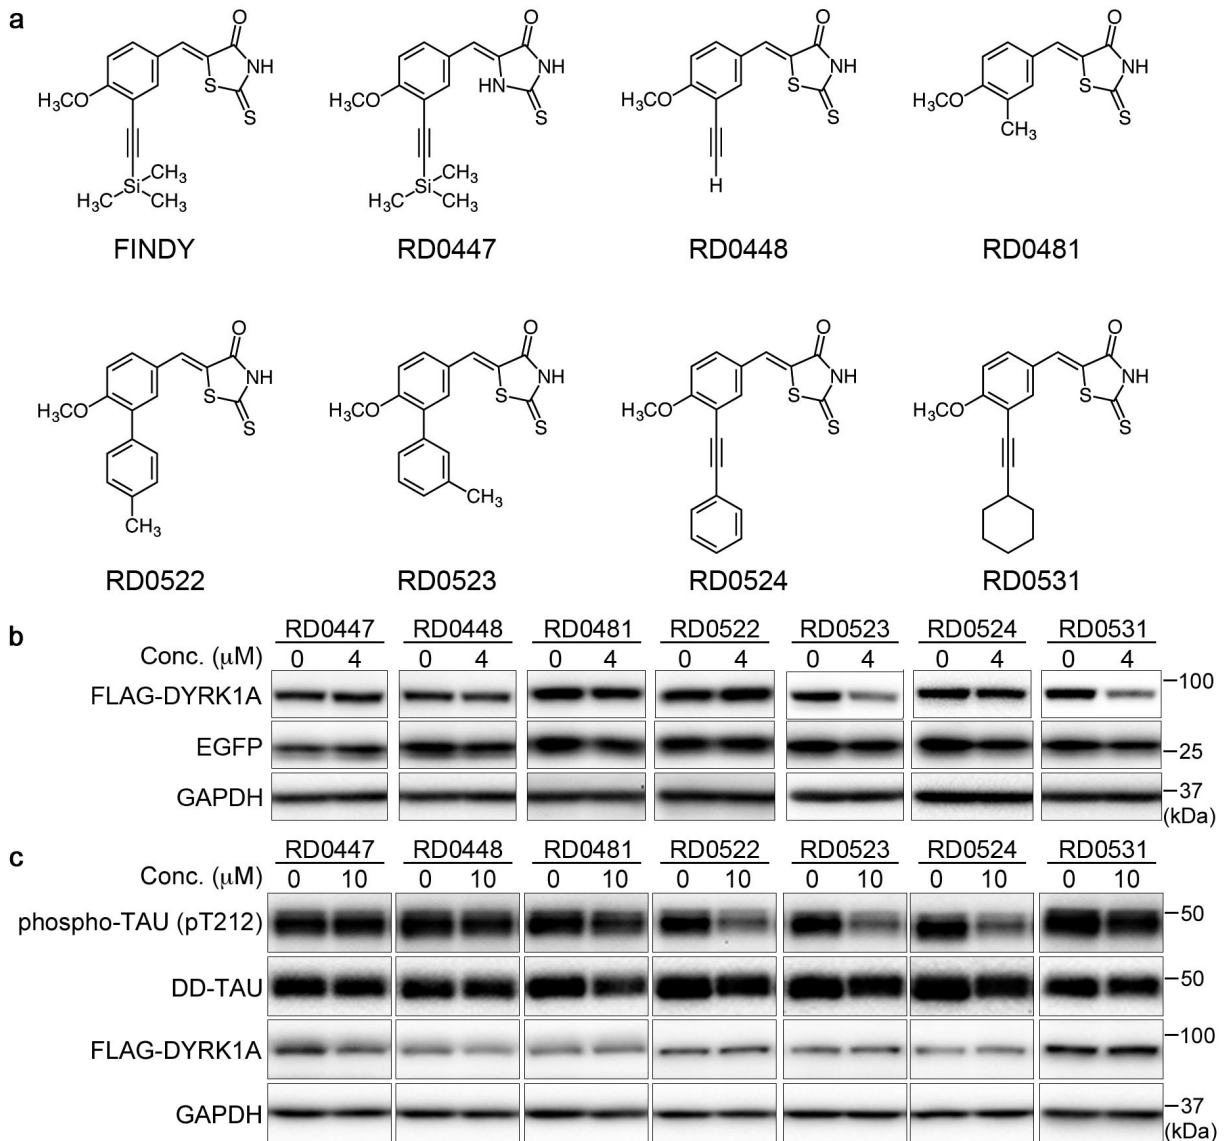 a
O
NH
S
S
H₃CO
CH₃
Si
H₃C
CH₃
FINDY
O
NH
HN
S
H₃CO
CH₃
Si
H₃C
CH₃
RD0447
O
NH
S
S
H₃CO
H
RD0448
O
NH
S
S
H₃CO
CH₃
RD0481
O
NH
S
S
H₃CO
CH₃
RD0522
O
NH
S
S
H₃CO
CH₃
RD0523
O
NH
S
S
H₃CO
RD0524
O
NH
S
S
H₃CO
RD0531
b
RD0447 RD0448 RD0481 RD0522 RD0523 RD0524 RD0531
Conc. (µM) 0 4 0 4 0 4 0 4 0 4 0 4 0 4
FLAG-DYRK1A 100
EGFP 25
GAPDH 37
(kDa)
c
RD0447 RD0448 RD0481 RD0522 RD0523 RD0524 RD0531
Conc. (µM) 0 10 0 10 0 10 0 10 0 10 0 10 0 10
phospho-TAU (pT212) 50
DD-TAU 50
FLAG-DYRK1A 100
GAPDH 37
(kDa)